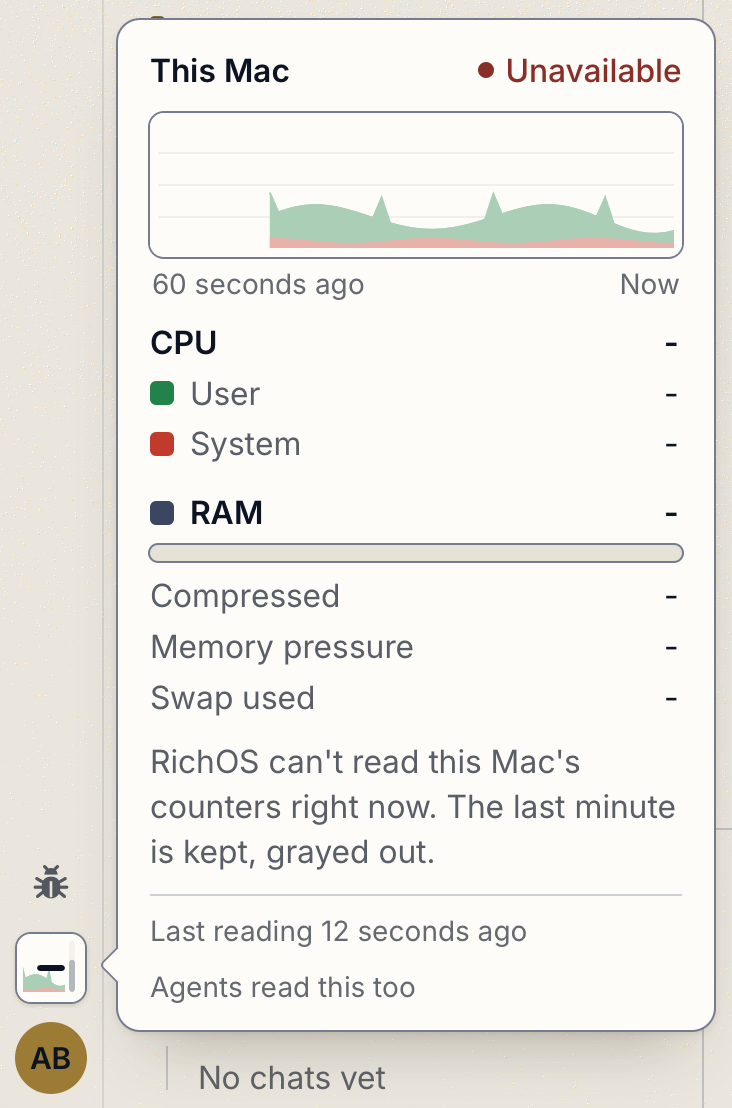 This Mac
Unavailable
60 seconds ago
Now
CPU -
User -
System -
RAM -
Compressed -
Memory pressure -
Swap used -
RichOS can't read this Mac's
counters right now. The last minute
is kept, grayed out.
Last reading 12 seconds ago
Agents read this too
AB
No chats yet